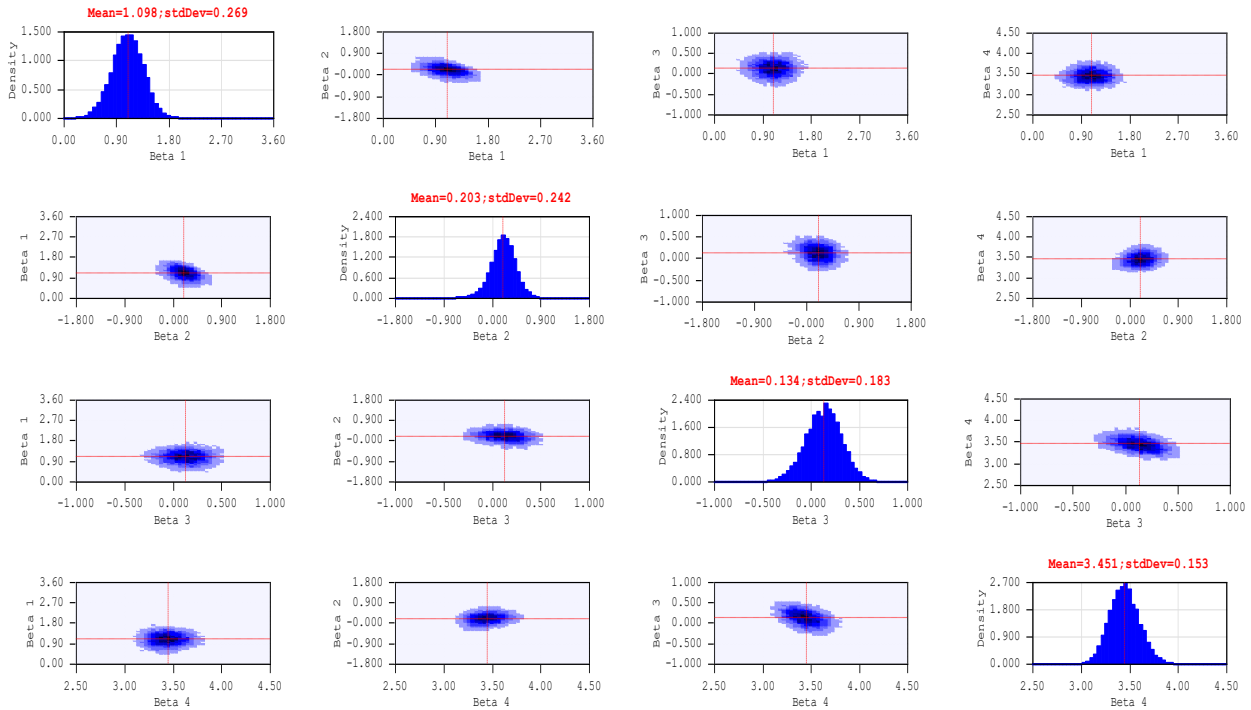 Mean=1.098;stdDev=0.269
1.500
1.000
0.500
0.000
Density
0.00 0.90 1.80 2.70 3.60
Beta 1
1.800
0.900
-0.000
-0.900
-1.800
Beta 2
0.00 0.90 1.80 2.70 3.60
Beta 1
1.000
0.500
0.000
-0.500
-1.000
Beta 3
0.00 0.90 1.80 2.70 3.60
Beta 1
4.50
4.00
3.50
3.00
2.50
Beta 4
0.00 0.90 1.80 2.70 3.60
Beta 1
3.60
2.70
1.80
0.90
0.00
Beta 1
-1.800 -0.900 0.000 0.900 1.800
Beta 2
Mean=0.203;stdDev=0.242
2.400
1.800
1.200
0.600
0.000
Density
-1.800 -0.900 0.000 0.900 1.800
Beta 2
1.000
0.500
0.000
-0.500
-1.000
Beta 3
-1.800 -0.900 -0.000 0.900 1.800
Beta 2
4.50
4.00
3.50
3.00
2.50
Beta 4
-1.800 -0.900 -0.000 0.900 1.800
Beta 2
3.60
2.70
1.80
0.90
0.00
Beta 1
-1.000 -0.500 0.000 0.500 1.000
Beta 3
1.800
0.900
-0.000
-0.900
-1.800
Beta 2
-1.000 -0.500 0.000 0.500 1.000
Beta 3
Mean=0.134;stdDev=0.183
2.400
1.800
1.200
0.600
0.000
Density
-1.000 -0.500 0.000 0.500 1.000
Beta 3
4.50
4.00
3.50
3.00
2.50
Beta 4
-1.000 -0.500 0.000 0.500 1.000
Beta 3
3.60
2.70
1.80
0.90
0.00
Beta 1
2.50 3.00 3.50 4.00 4.50
Beta 4
1.800
0.900
0.000
-0.900
-1.800
Beta 2
2.50 3.00 3.50 4.00 4.50
Beta 4
1.000
0.500
0.000
-0.500
-1.000
Beta 3
2.50 3.00 3.50 4.00 4.50
Beta 4
Mean=3.451;stdDev=0.153
2.700
1.800
0.900
0.000
Density
2.50 3.00 3.50 4.00 4.50
Beta 4